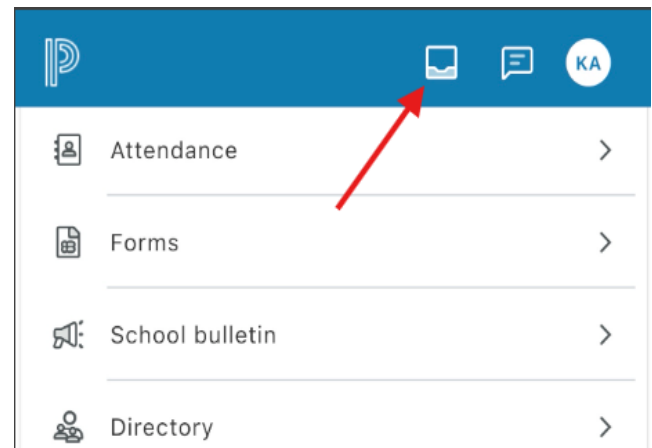 KA
Attendance
Forms
School bulletin
Directory